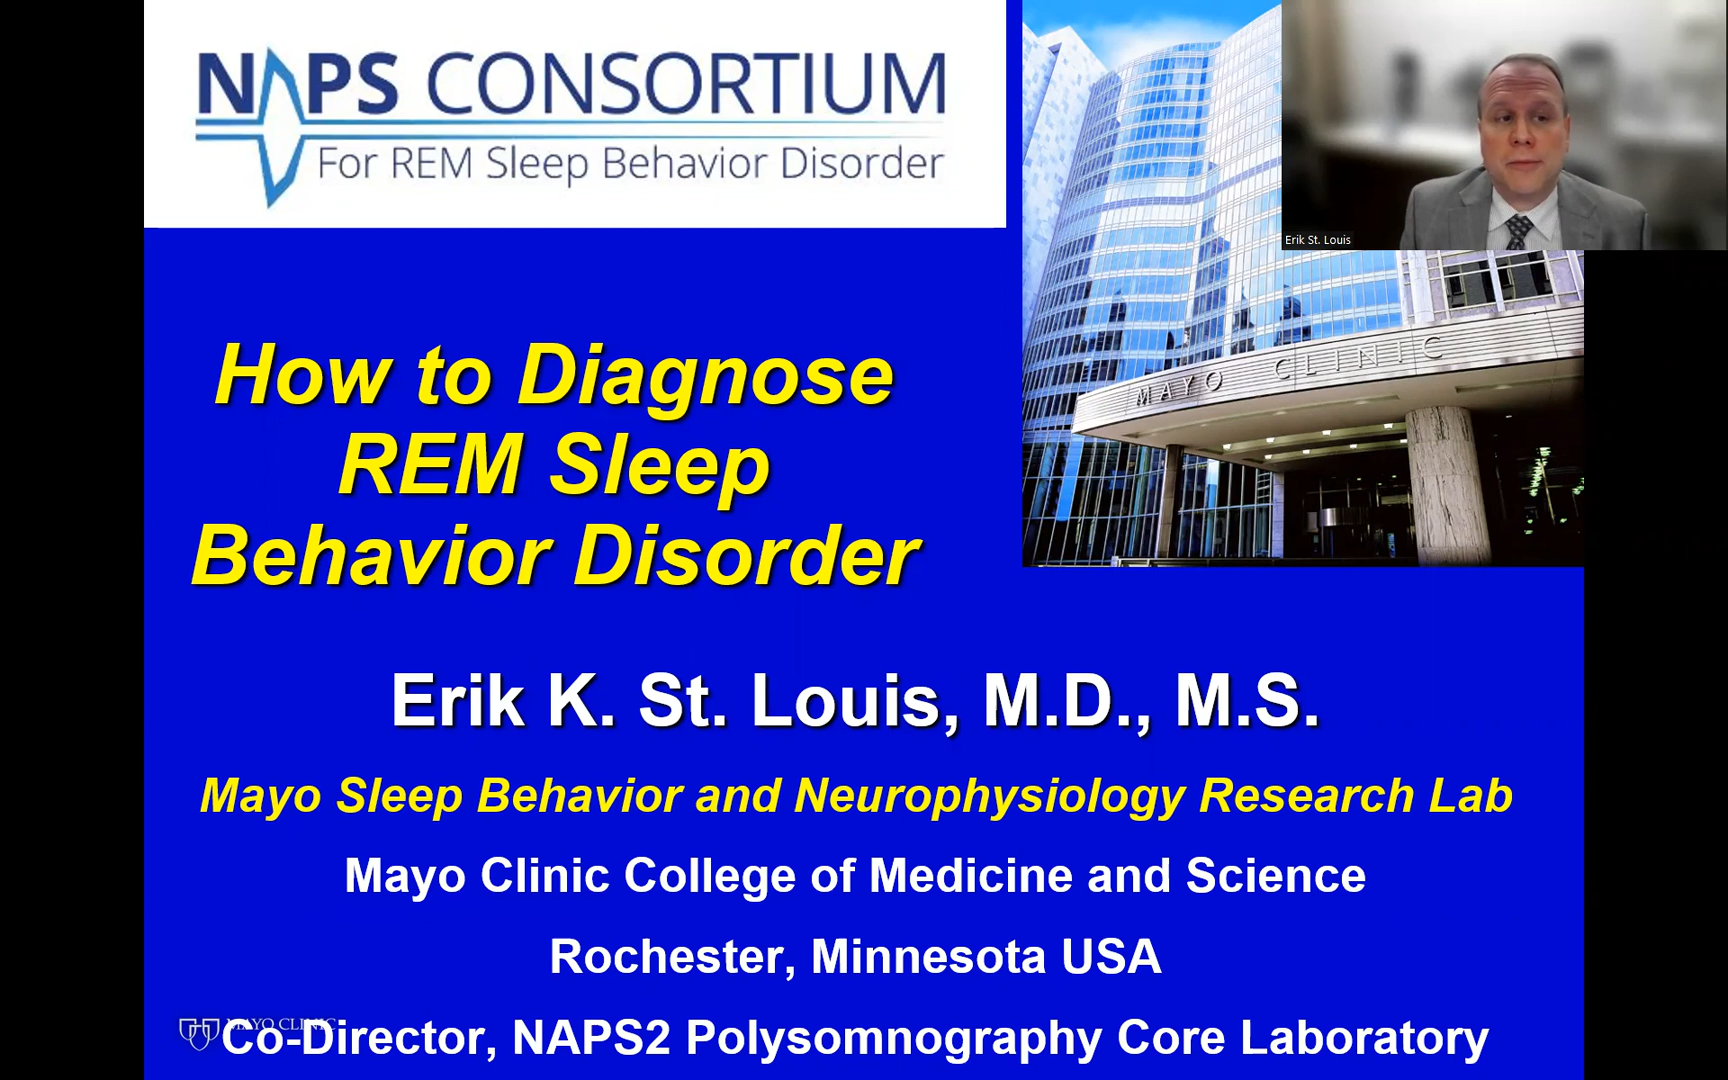 NAPS CONSORTIUM
For REM Sleep Behavior Disorder
MAYO CLINIC
Erik St. Louis
How to Diagnose
REM Sleep
Behavior Disorder
Erik K. St. Louis, M.D., M.S.
Mayo Sleep Behavior and Neurophysiology Research Lab
Mayo Clinic College of Medicine and Science
Rochester, Minnesota USA
MAYO CLINIC
Co-Director, NAPS2 Polysomnography Core Laboratory